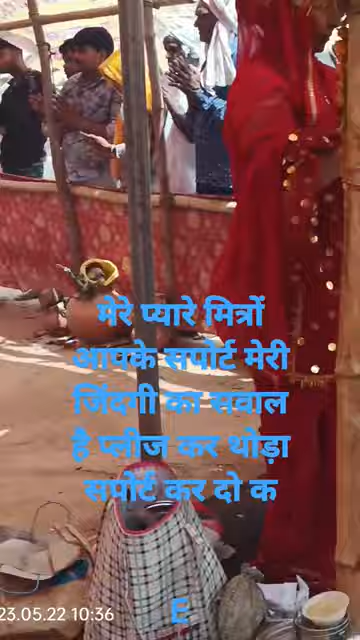 मेरे प्यारे मित्रों
आपके सपोर्ट मेरी
जिंदगी का सवाल
है प्लीज कर थोड़ा
सपोर्ट कर दो क
23.05.22 10:36
E